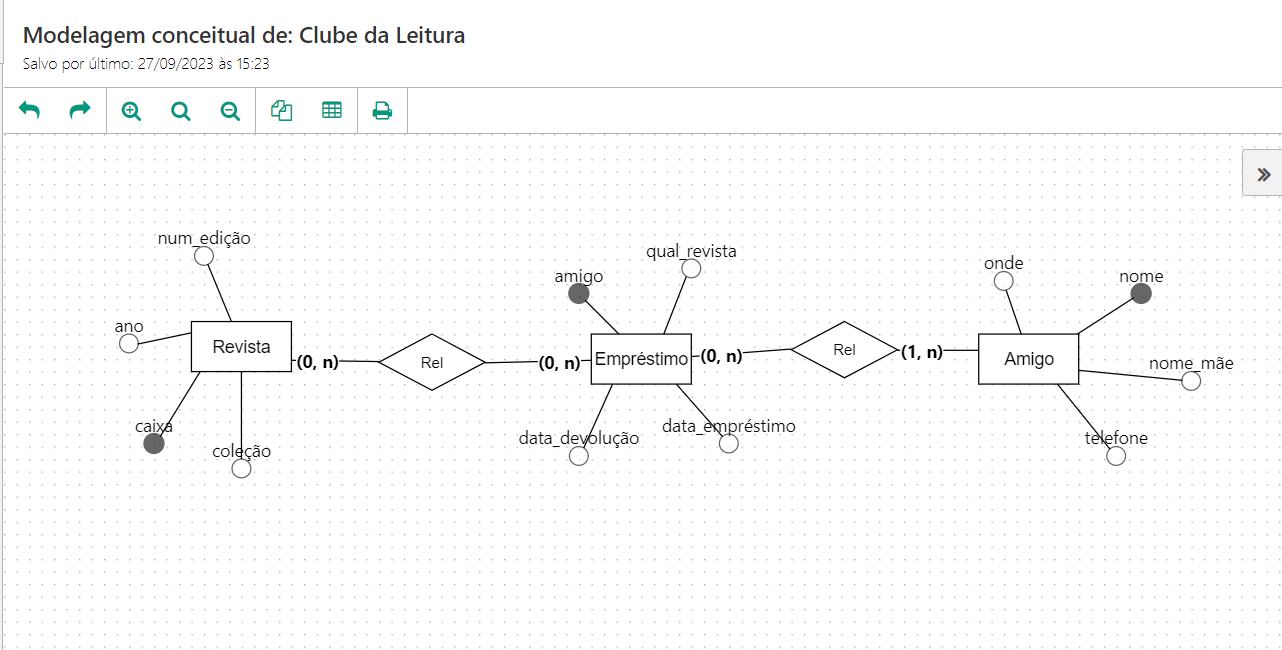 Modelagem conceitual de: Clube da Leitura
Salvo por último: 27/09/2023 às 15:23
num_edição
qual_revista
onde
amigo
nome
ano
Revista
(0, n)
Rel
(0, n)
Empréstimo
(0, n)
Rel
(1, n)
Amigo
nome_mãe
caixa
coleção
data_devolução
data_empréstimo
telefone